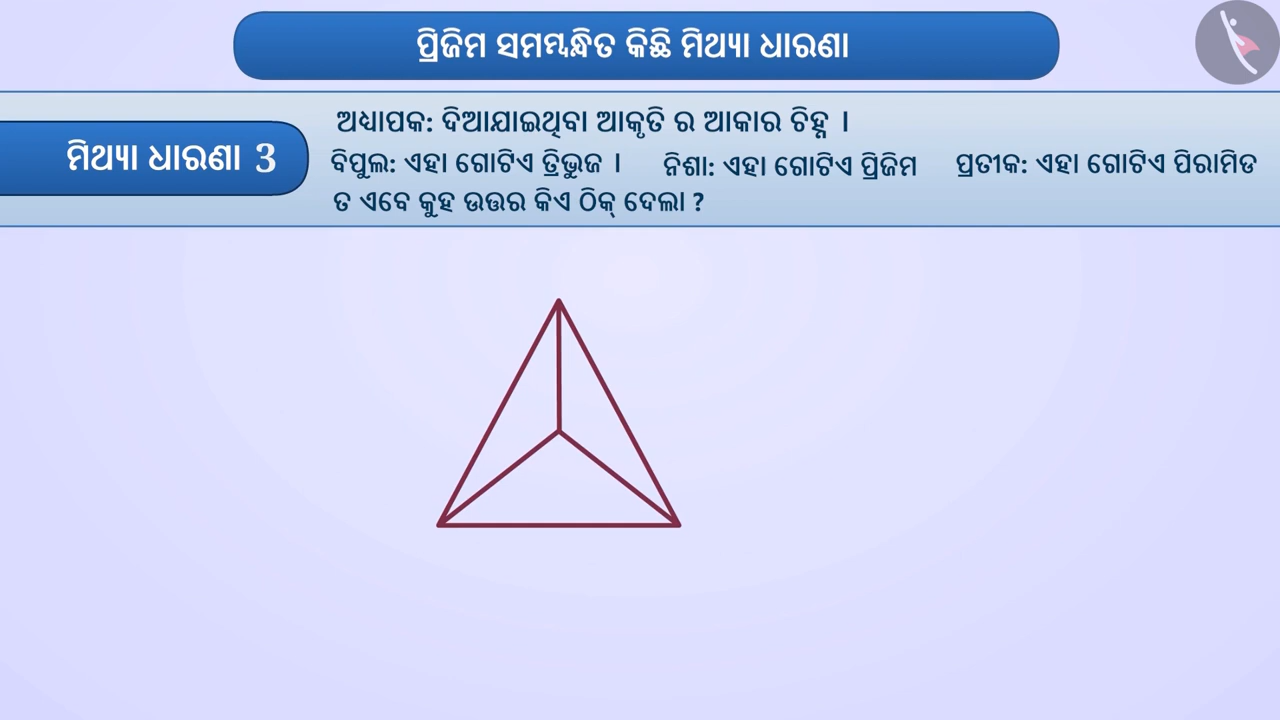 ପ୍ରିଜିମ ସମ୍ବନ୍ଧିତ କିଛି ମିଥ୍ୟା ଧାରଣା
ମିଥ୍ୟା ଧାରଣା 3
ଅଧ୍ୟାପକ: ଦିଆଯାଇଥିବା ଆକୃତି ର ଆକାର ଚିହ୍ନ ।
ବିପୁଲ: ଏହା ଗୋଟିଏ ତ୍ରିଭୁଜ । ନିଶା: ଏହା ଗୋଟିଏ ପ୍ରିଜିମ ପ୍ରତୀକ: ଏହା ଗୋଟିଏ ପିରାମିଡ
ତ ଏବେ କୁହ ଉତ୍ତର କିଏ ଠିକ୍ ଦେଲା ?